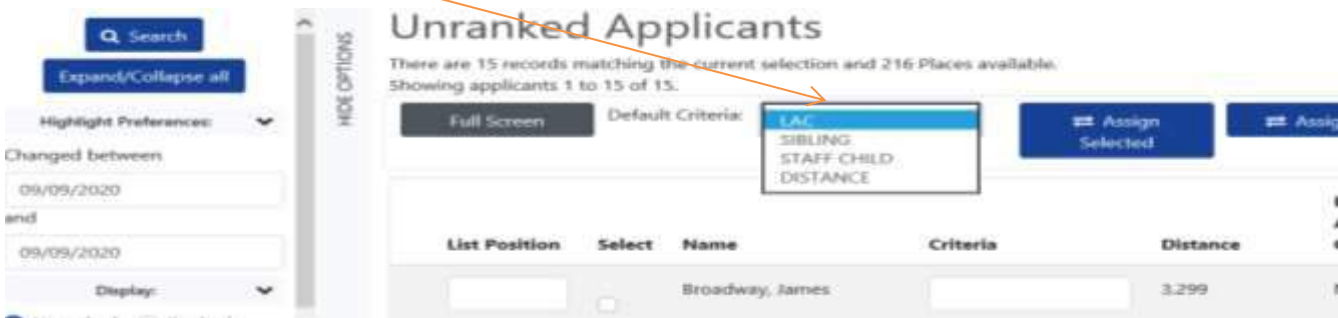 Search
Expand/Collapse all
Highlight Preferences:
Changed between
09/09/2020
and
09/09/2020
Display:
HIDE OPTIONS
Unranked Applicants
There are 15 records matching the current selection and 216 Places available.
Showing applicants 1 to 15 of 15.
Full Screen
Default Criteria:
LAC
SIBLING
STAFF CHILD
DISTANCE
Assign
Selected
Assig
List Position Select Name Criteria Distance
Broadway, James 3.299